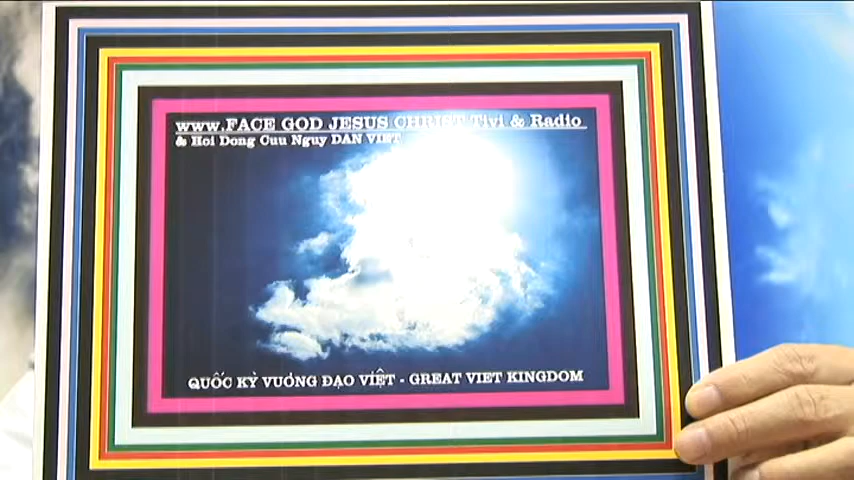 www.FACE GOD JESUS CHRIST Tivi & Radio
& Hoi Dong Cuu Nguy DAN VIET
QUỐC KỲ VƯƠNG ĐẠO VIỆT - GREAT VIET KINGDOM